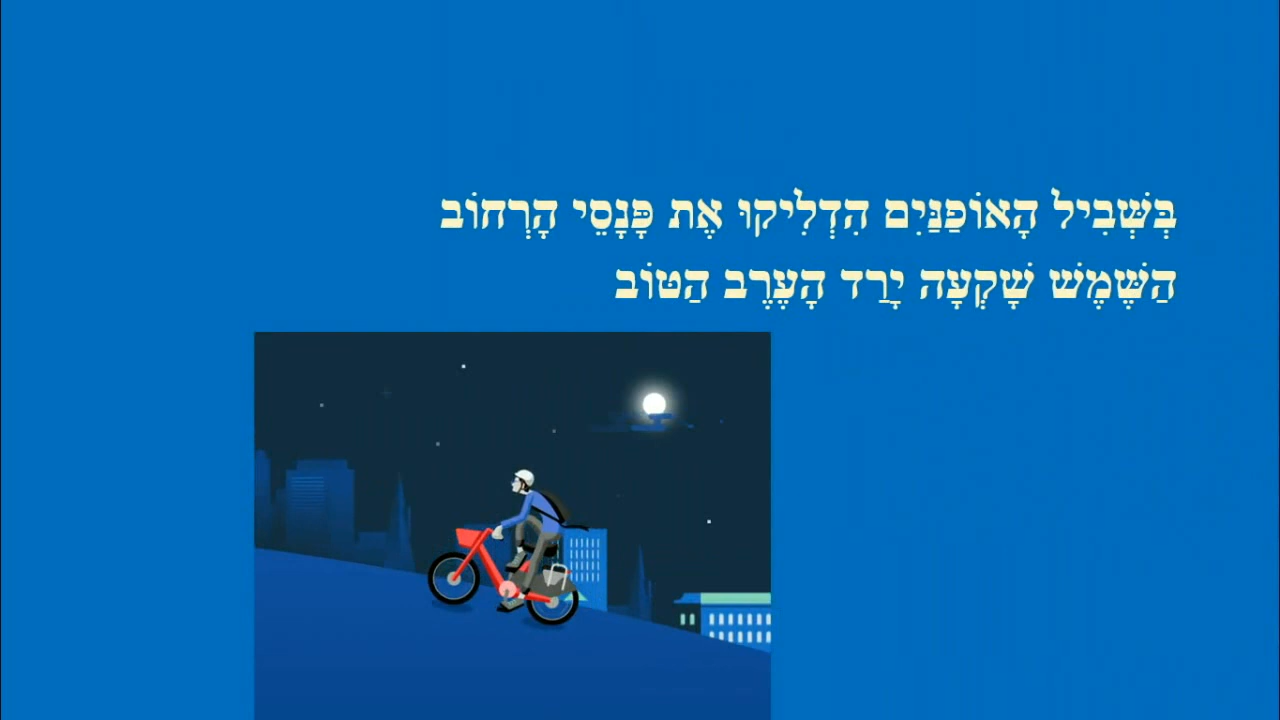 בִּשְׁבִיל הָאוֹפַנַּיִם הִדְלִיקוּ אֶת פָּנָסֵי הָרְחוֹב
הַשֶּׁמֶשׁ שָׁקְעָה יָרַד הָעֶרֶב הַטּוֹב